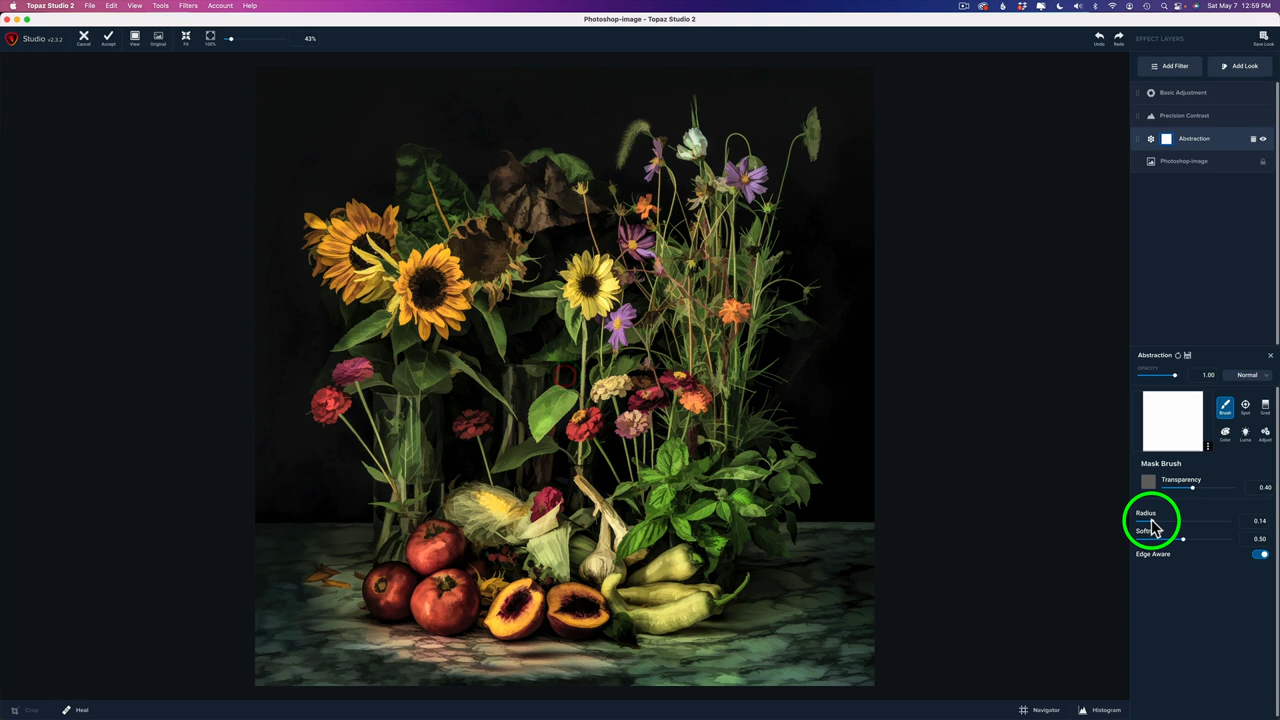 Topaz Studio 2 File Edit View Tools Filters Account Help
Sat May 7 12:59 PM
Photoshop-image - Topaz Studio 2
Studio v2.3.2
Cancel Accept View Original Fit 100% 43% Undo Redo
EFFECT LAYERS
Save Look
Add Filter Add Look
Basic Adjustment
Precision Contrast
Abstraction
Photoshop-image
Abstraction
OPACITY
1.00 Normal
Brush Spot Grad
Color Luma Adjust
Mask Brush
Transparency
0.40
Radius
0.14
0.50
Edge Aware
Crop Heal Navigator Histogram